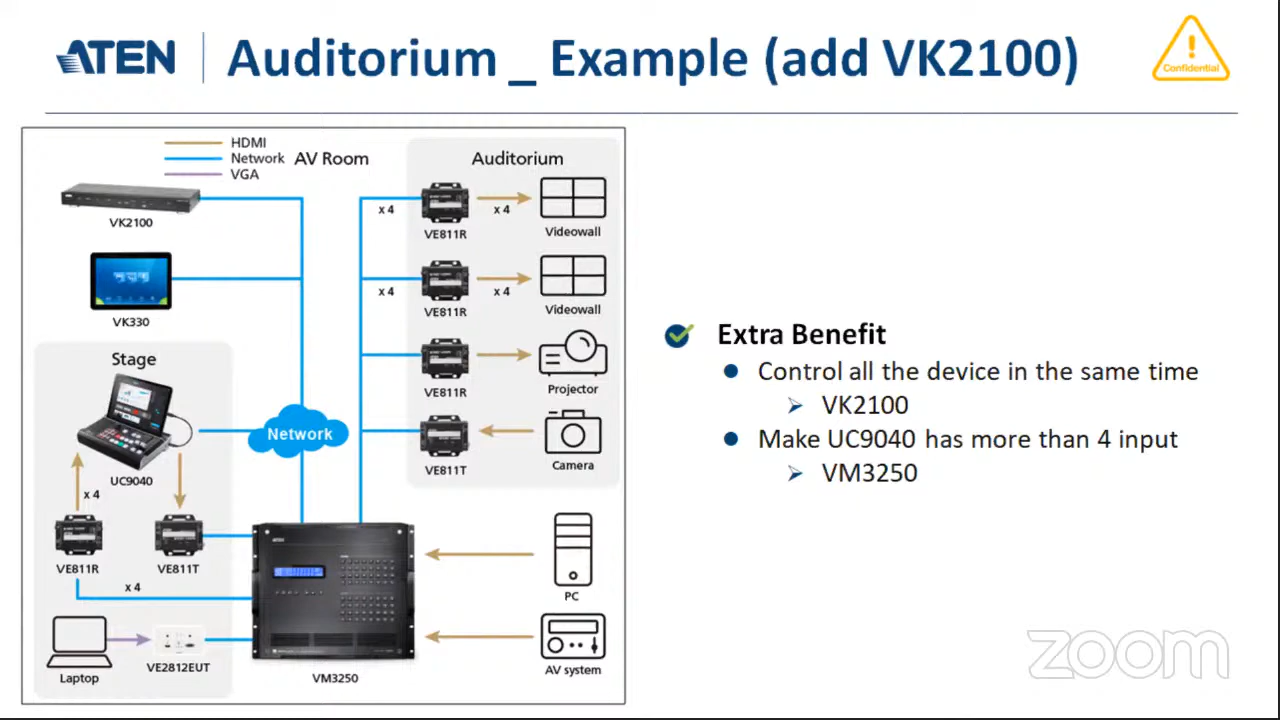 ATEN
Auditorium _ Example (add VK2100)
Confidential
HDMI
Network
VGA
AV Room
Auditorium
VK2100
x 4
VE811R
x 4
Videowall
VK330
x 4
VE811R
x 4
Videowall
Stage
VE811R
Projector
UC9040
Network
VE811T
Camera
x 4
VE811R
VE811T
x 4
ATEN
PC
Laptop
VE2812EUT
VM3250
AV system
Extra Benefit
Control all the device in the same time
VK2100
Make UC9040 has more than 4 input
VM3250
zoom